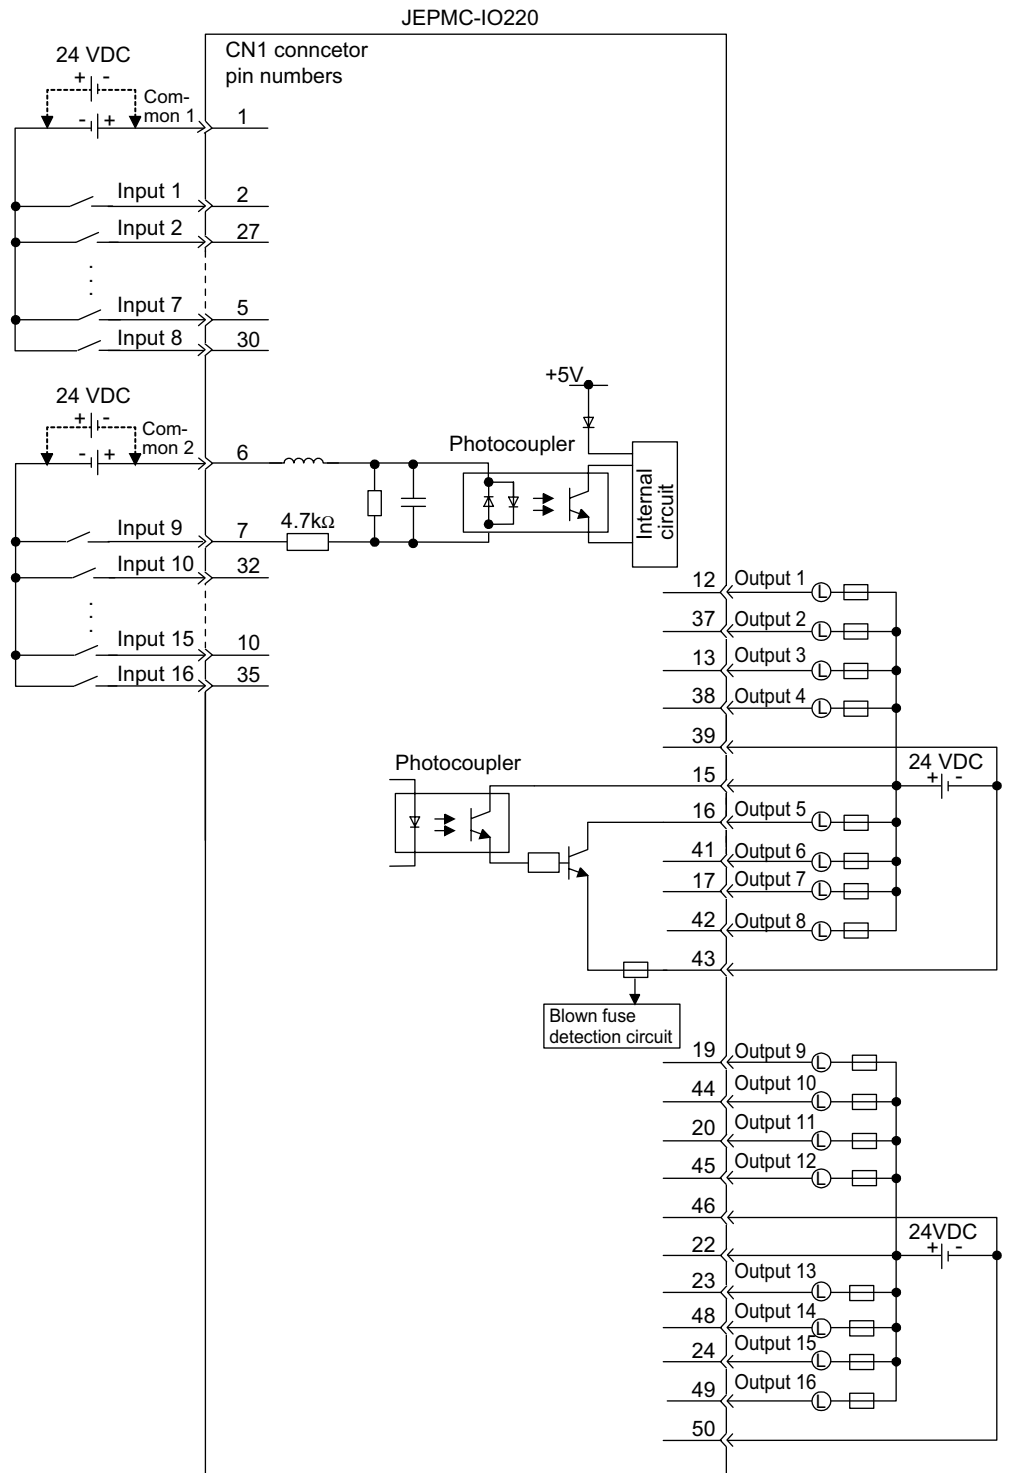 JEPMC-IO220
CN1 conncetor
pin numbers
24 VDC
+ -
Com-
mon 1
- +
1
Input 1
2
Input 2
27
Input 7
5
Input 8
30
24 VDC
+ -
Com-
mon 2
- +
6
Input 9
7
4.7kΩ
Input 10
32
Input 15
10
Input 16
35
+5V
Photocoupler
Internal
circuit
12
Output 1
L
37
Output 2
L
13
Output 3
L
38
Output 4
L
39
24 VDC
+ -
Photocoupler
15
16
Output 5
L
41
Output 6
L
17
Output 7
L
42
Output 8
L
43
Blown fuse
detection circuit
19
Output 9
L
44
Output 10
L
20
Output 11
L
45
Output 12
L
46
24VDC
+ -
22
23
Output 13
L
48
Output 14
L
24
Output 15
L
49
Output 16
L
50